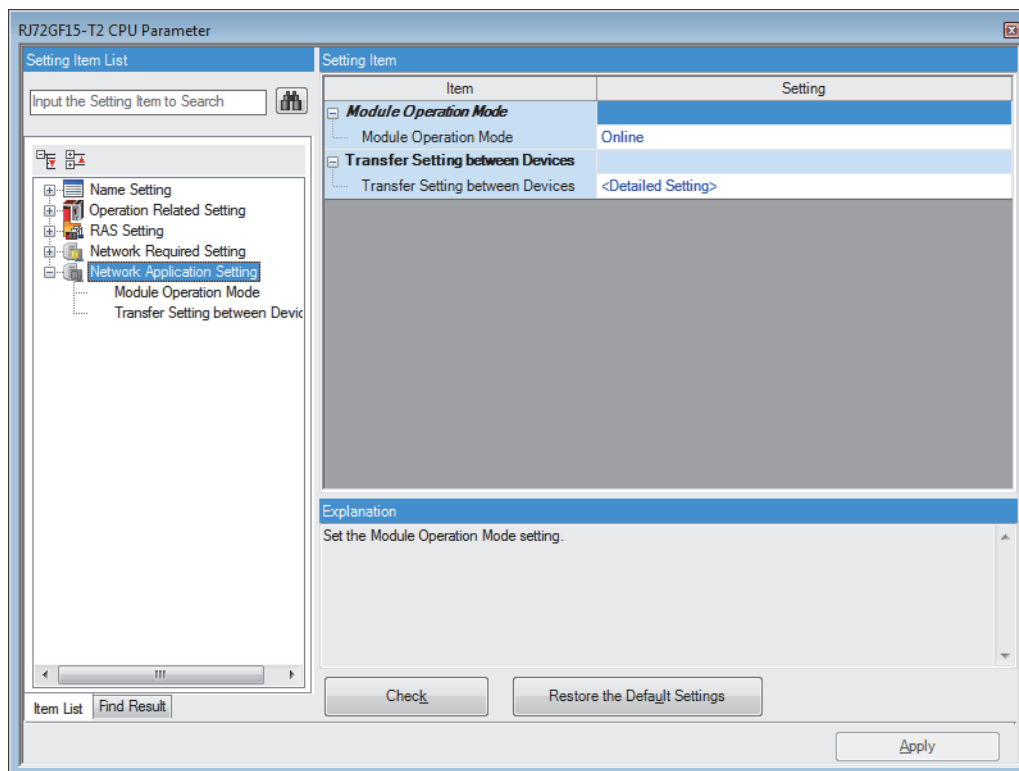 RJ72GF15-T2 CPU Parameter
Setting Item List
Input the Setting Item to Search
Name Setting
Operation Related Setting
RAS Setting
Network Required Setting
Network Application Setting
Module Operation Mode
Transfer Setting between Devic
Item List
Find Result
Setting Item
Item Setting
Module Operation Mode
Module Operation Mode Online
Transfer Setting between Devices
Transfer Setting between Devices <Detailed Setting>
Explanation
Set the Module Operation Mode setting.
Check Restore the Default Settings
Apply